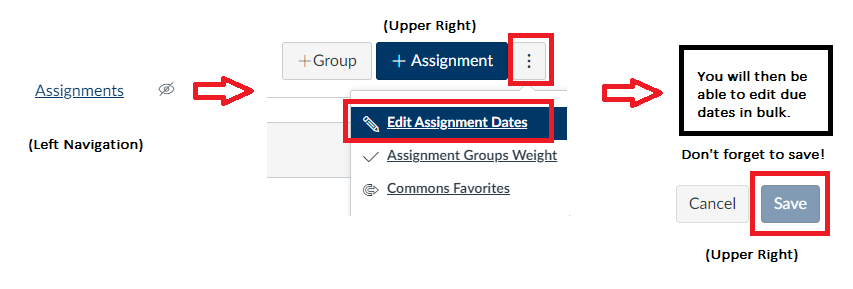 Assignments
(Left Navigation)
(Upper Right)
+Group
+ Assignment
Edit Assignment Dates
Assignment Groups Weight
Commons Favorites
You will then be
able to edit due
dates in bulk.
Don't forget to save!
Cancel
Save
(Upper Right)